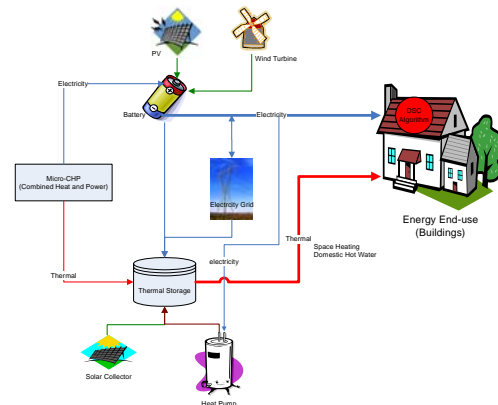 PV
Wind Turbine
Electricity
Battery
Electricity
DSC
Algorithm
Micro-CHP
(Combined Heat and Power)
Electricity Grid
Energy End-use
(Buildings)
Thermal
Space Heating
Domestic Hot Water
electricity
Thermal
Thermal Storage
Solar Collector
Heat Pump